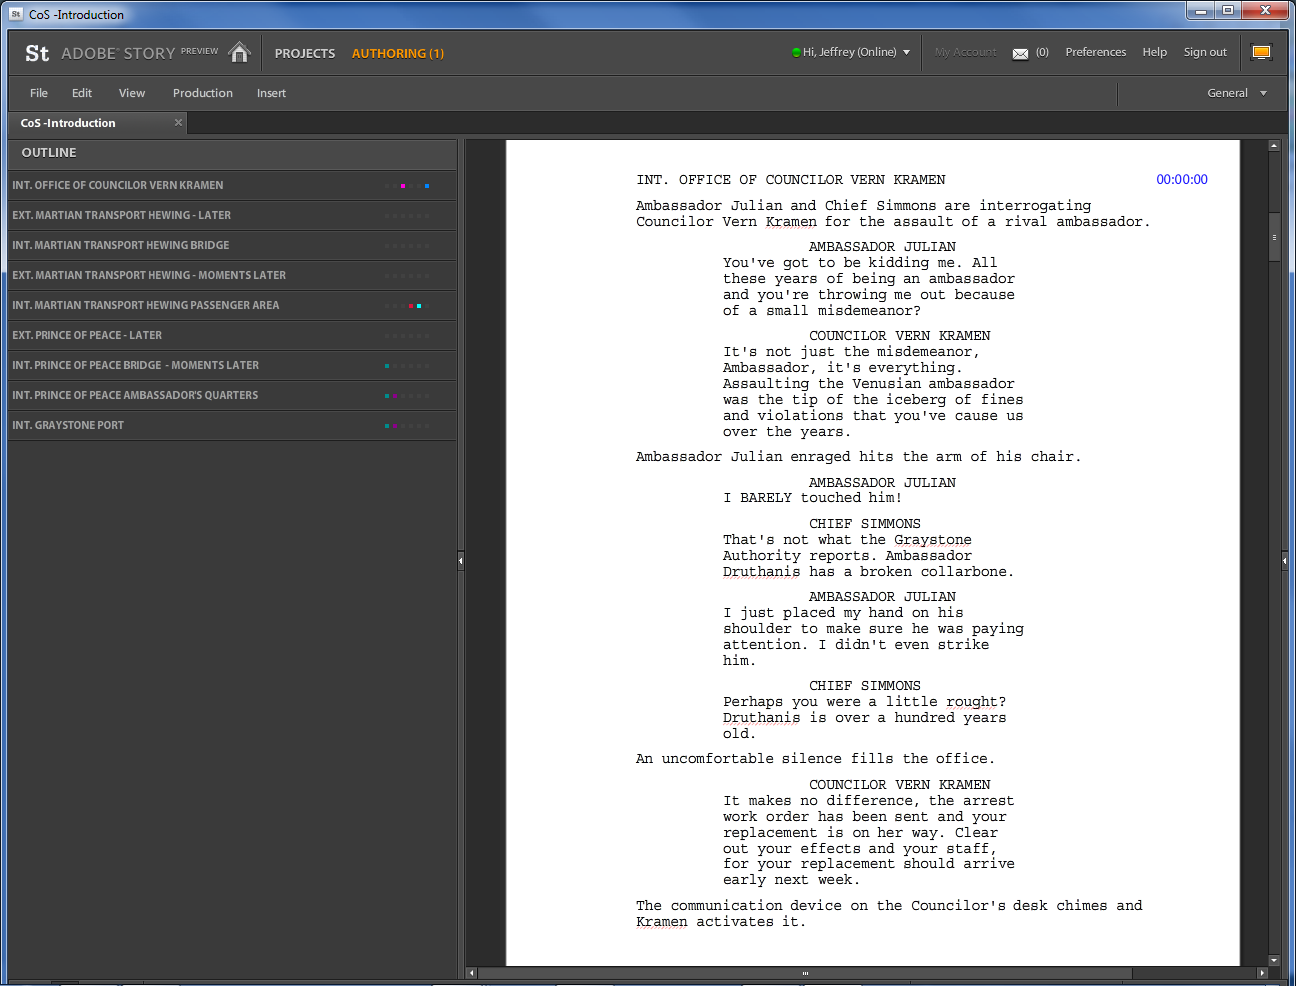 St CoS -Introduction
St ADOBE® STORY PREVIEW PROJECTS AUTHORING (1) Hi, Jeffrey (Online) My Account (0) Preferences Help Sign out
File Edit View Production Insert General
CoS -Introduction
OUTLINE
INT. OFFICE OF COUNCILOR VERN KRAMEN
EXT. MARTIAN TRANSPORT HEWING - LATER
INT. MARTIAN TRANSPORT HEWING BRIDGE
EXT. MARTIAN TRANSPORT HEWING - MOMENTS LATER
INT. MARTIAN TRANSPORT HEWING PASSENGER AREA
EXT. PRINCE OF PEACE - LATER
INT. PRINCE OF PEACE BRIDGE - MOMENTS LATER
INT. PRINCE OF PEACE AMBASSADOR'S QUARTERS
INT. GRAYSTONE PORT
INT. OFFICE OF COUNCILOR VERN KRAMEN 00:00:00
Ambassador Julian and Chief Simmons are interrogating
Councilor Vern Kramen for the assault of a rival ambassador.
AMBASSADOR JULIAN
You've got to be kidding me. All
these years of being an ambassador
and you're throwing me out because
of a small misdemeanor?
COUNCILOR VERN KRAMEN
It's not just the misdemeanor,
Ambassador, it's everything.
Assaulting the Venusian ambassador
was the tip of the iceberg of fines
and violations that you've cause us
over the years.
Ambassador Julian enraged hits the arm of his chair.
AMBASSADOR JULIAN
I BARELY touched him!
CHIEF SIMMONS
That's not what the Graystone
Authority reports. Ambassador
Druthanis has a broken collarbone.
AMBASSADOR JULIAN
I just placed my hand on his
shoulder to make sure he was paying
attention. I didn't even strike
him.
CHIEF SIMMONS
Perhaps you were a little rought?
Druthanis is over a hundred years
old.
An uncomfortable silence fills the office.
COUNCILOR VERN KRAMEN
It makes no difference, the arrest
work order has been sent and your
replacement is on her way. Clear
out your effects and your staff,
for your replacement should arrive
early next week.
The communication device on the Councilor's desk chimes and
Kramen activates it.